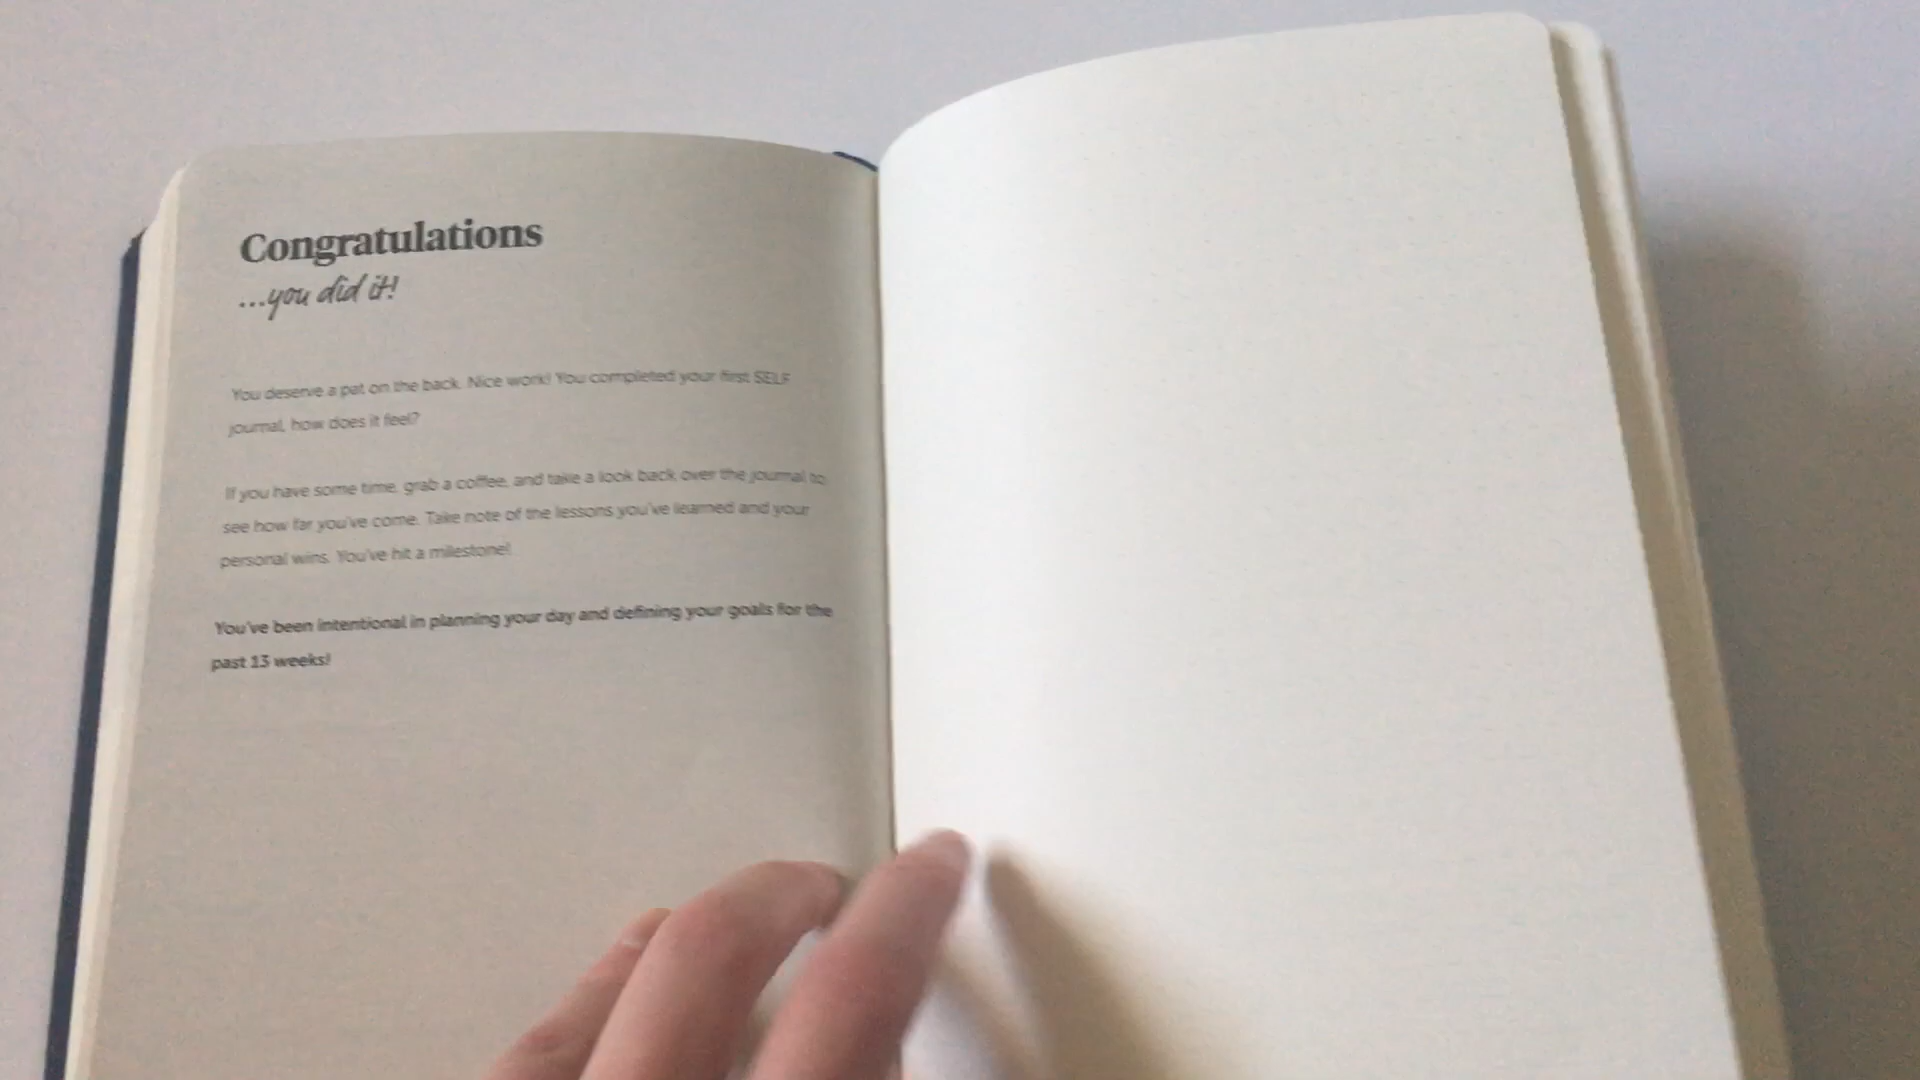 Congratulations
...you did it!
You deserve a pat on the back. Nice work! You completed your first SELF
journal, how does it feel?
If you have some time, grab a coffee, and take a look back over the journal to
see how far you've come. Take note of the lessons you've learned and your
personal wins. You've hit a milestone!
You've been intentional in planning your day and defining your goals for the
past 13 weeks!